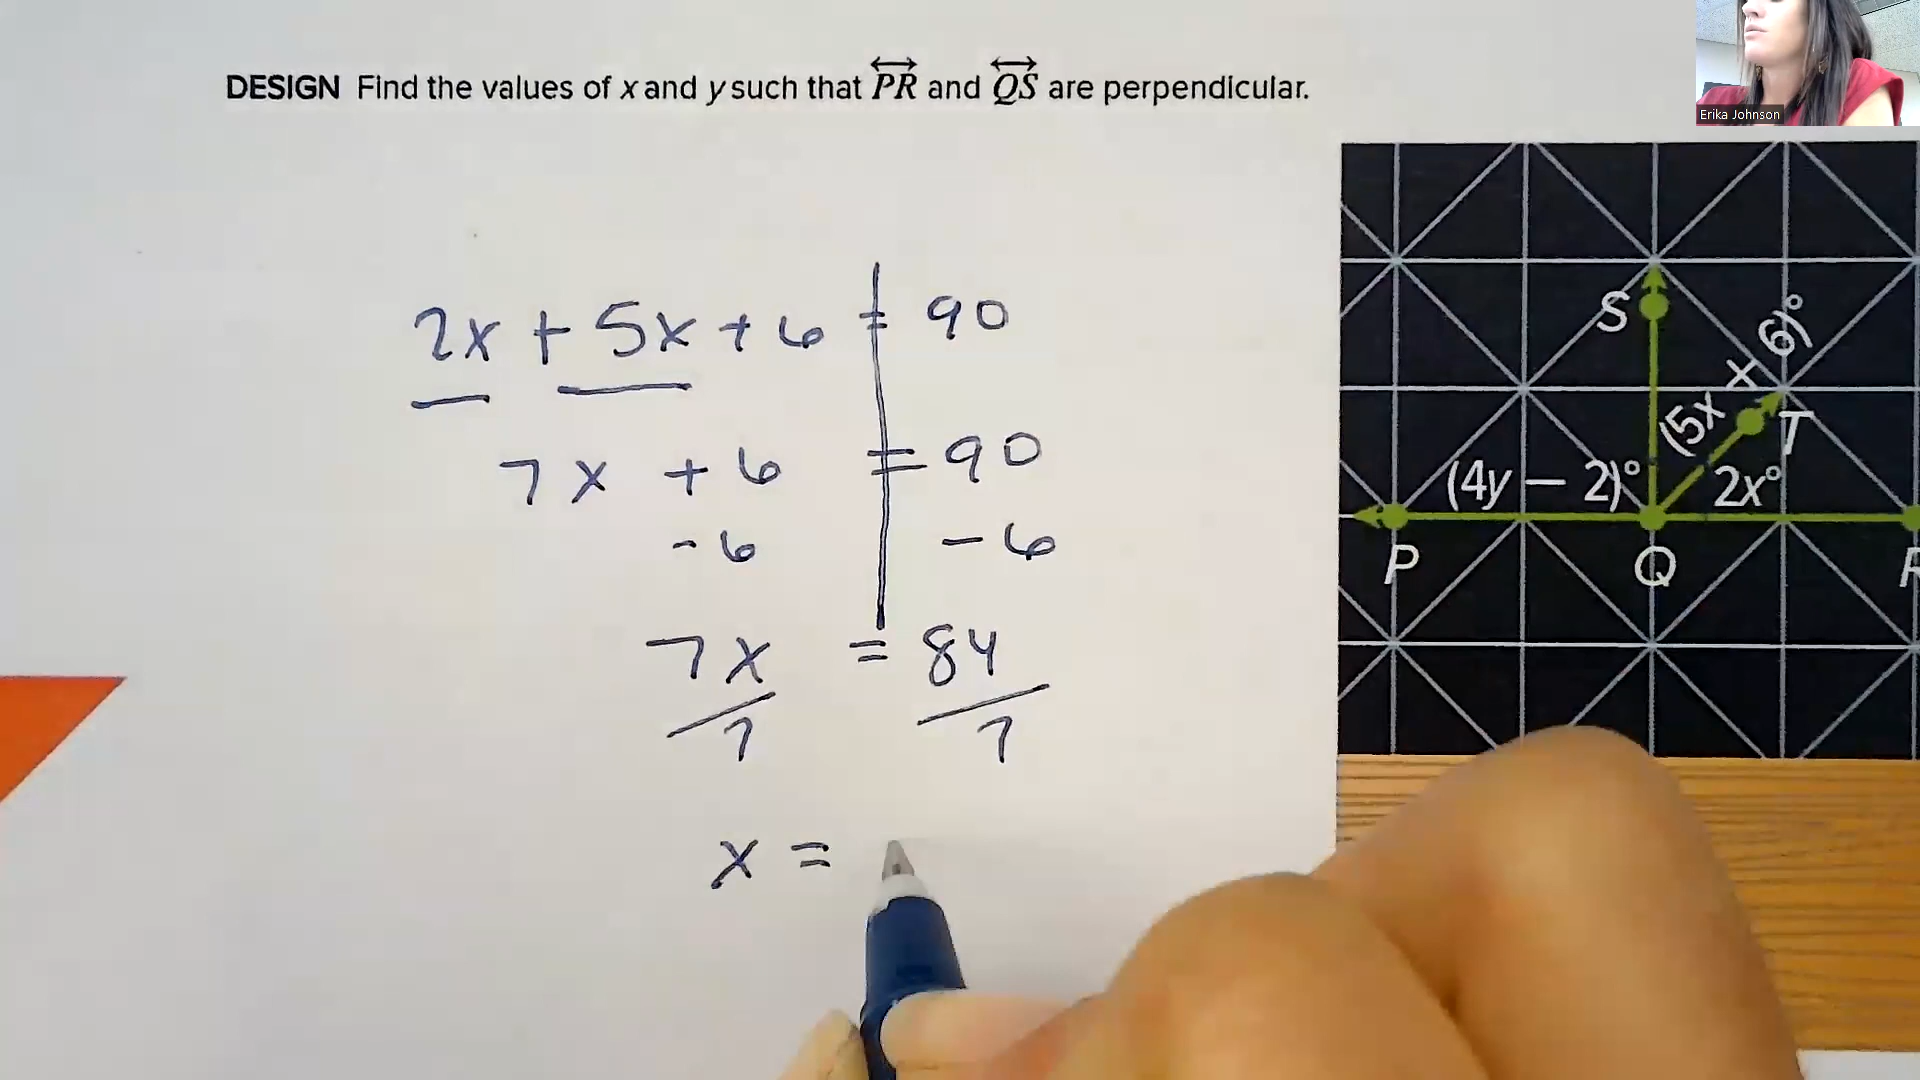 DESIGN Find the values of x and y such that PR and QS are perpendicular.
Erika Johnson
2x + 5x + 6 = 90
7x + 6 = 90
- 6 - 6
7x = 84
7 7
x =
S
(5x + 6)°
T
(4y − 2)°
2x°
P
Q